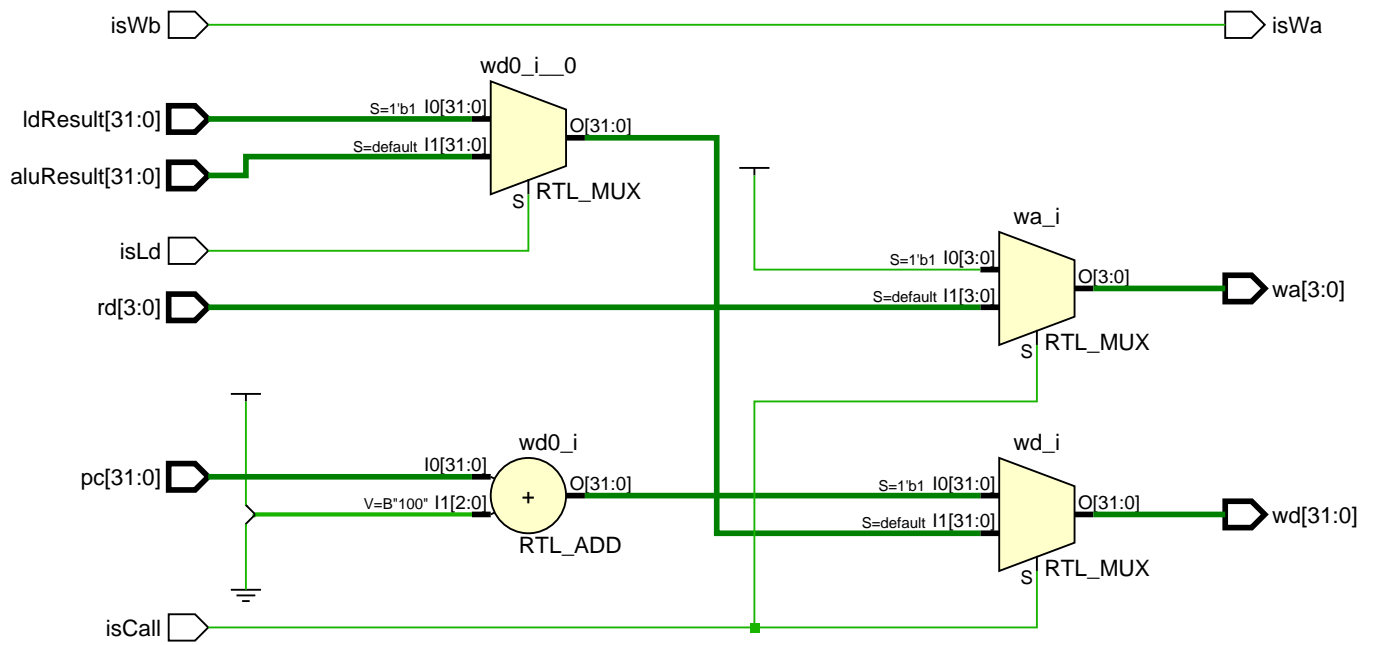 isWb
isWa
wd0_i__0
ldResult[31:0]
S=1'b1 I0[31:0]
O[31:0]
aluResult[31:0]
S=default I1[31:0]
S
RTL_MUX
isLd
wa_i
S=1'b1 I0[3:0]
O[3:0]
wa[3:0]
rd[3:0]
S=default I1[3:0]
S
RTL_MUX
wd0_i
pc[31:0]
I0[31:0]
O[31:0]
V=B"100" I1[2:0]
+
RTL_ADD
wd_i
S=1'b1 I0[31:0]
O[31:0]
wd[31:0]
S=default I1[31:0]
S
RTL_MUX
isCall